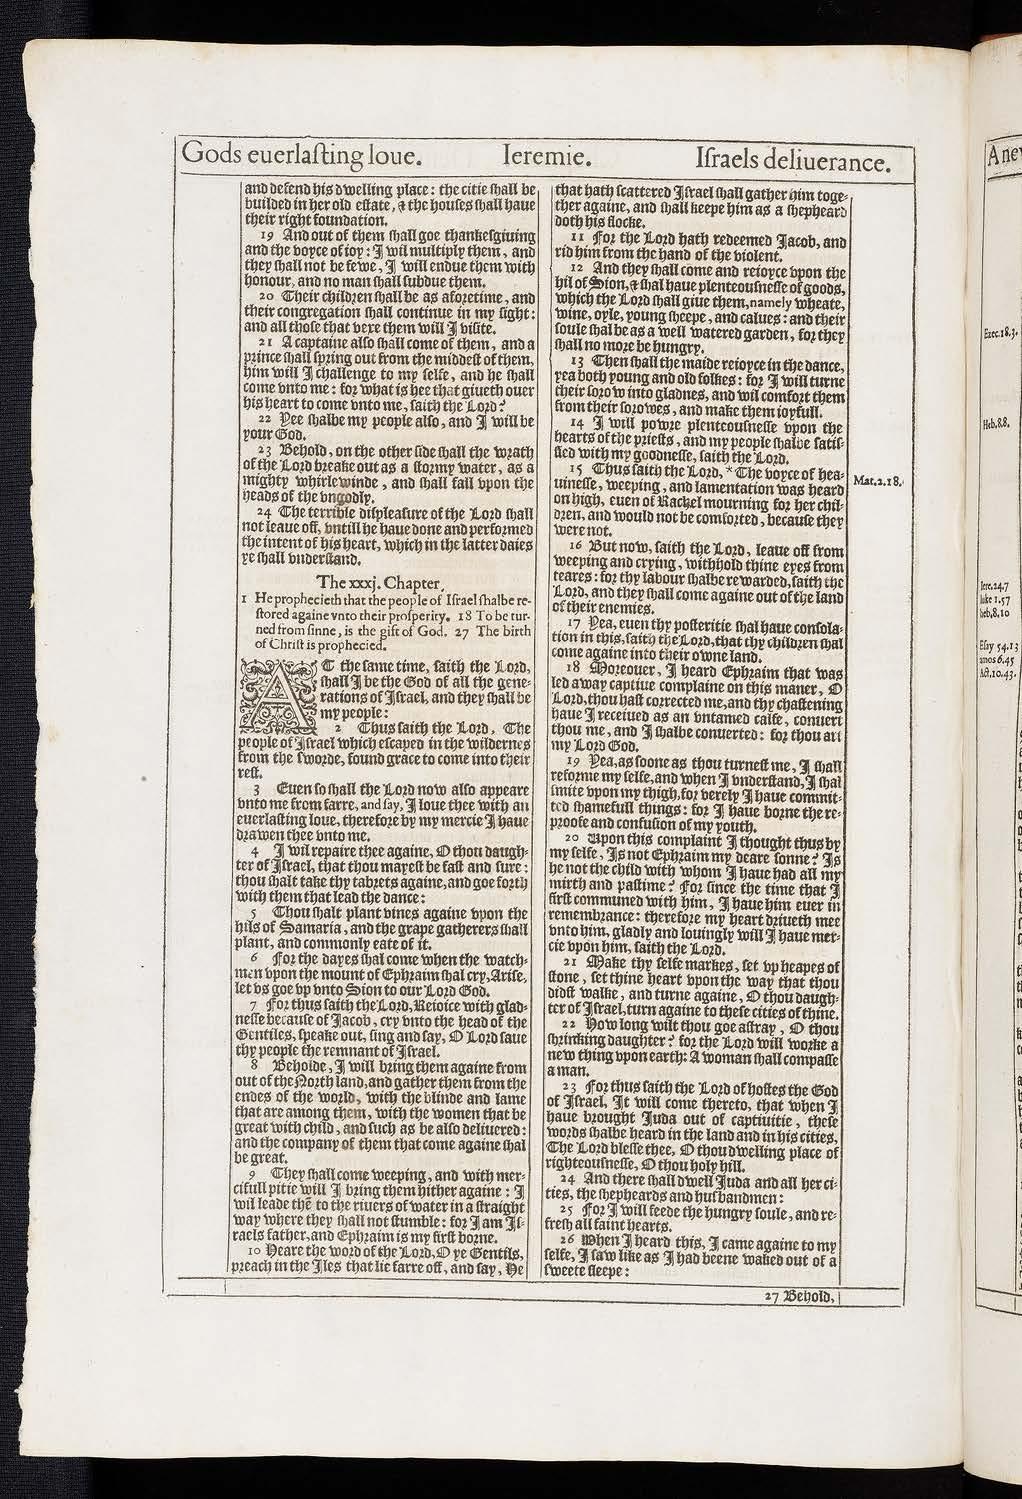 Gods euerlasting loue. Ieremie. Israels deliuerance.
and defend his dwelling place: the citie shall be
builded in her old estate, & the houses shall haue
their right foundation.
19 And out of them shall goe thankesgiuing
and the voyce of ioy: I wil multiply them, and
they shall not be fewe, I will endue them with
honour, and no man shall subdue them.
20 Their children shall be as aforetime, and
their congregation shall continue in my sight:
and all those that vexe them will I visite.
21 A captaine also shall come of them, and a
prince shall spring out from the middest of them,
him will I challenge to my selfe, and he shall
come vnto me: for what is hee that giueth ouer
his heart to come vnto me, saith the Lord?
22 Yee shalbe my people also, and I will be
your God.
23 Behold, on the other side shall the wrath
of the Lord breake out as a stormy water, as a
mighty whirlewinde, and shall fall vpon the
heads of the vngodly.
24 The terrible displeasure of the Lord shall
not leaue off, vntill he haue done and performed
the intent of his heart, which in the latter daies
ye shall vnderstand.
The xxxj. Chapter.
1 He prophecieth that the people of Israel shalbe re-
stored againe vnto their prosperity. 18 To be tur-
ned from sinne, is the gift of God. 27 The birth
of Christ is prophecied.
AT the same time, saith the Lord,
shall I be the God of all the gene-
rations of Israel, and they shall be
my people:
2 Thus saith the Lord, The
people of Israel which escaped in the wildernes
from the sworde, found grace to come into their
rest.
3 Euen so shall the Lord now also appeare
vnto me from farre, and say, I loue thee with an
euerlasting loue, therefore by my mercie I haue
drawen thee vnto me.
4 I wil repaire thee againe, O thou daugh-
ter of Israel, that thou mayest be fast and sure:
thou shalt take thy tabrets againe, and goe forth
with them that lead the dance:
5 Thou shalt plant vines againe vpon the
hils of Samaria, and the grape gatherers shall
plant, and commonly eate of it.
6 For the dayes shal come when the watch-
men vpon the mount of Ephraim shal cry, Arise,
let vs goe vp vnto Sion to our Lord God.
7 For thus saith the Lord, Reioice with glad-
nesse because of Jacob, cry vnto the head of the
Gentiles, speake out, sing and say, O Lord saue
thy people the remnant of Israel.
8 Beholde, I will bring them againe from
out of the North land, and gather them from the
endes of the world, with the blinde and lame
that are among them, with the women that be
great with child, and such as be also deliuered:
and the company of them that come againe shal
be great.
9 They shall come weeping, and with mer-
cifull pitie will I bring them hither againe: I
wil leade thē to the riuers of water in a straight
way where they shall not stumble: for I am Is-
raels father, and Ephraim is my first borne.
10 Heare the word of the Lord, O ye Gentils,
preach in the Iles that lie farre off, and say, He
that hath scattered Israel shall gather him toge-
ther againe, and shall keepe him as a shepheard
doth his flocke.
11 For the Lord hath redeemed Jacob, and
rid him from the hand of the violent.
12 And they shall come and reioyce vpon the
hil of Sion, & shal haue plenteousnesse of goods,
which the Lord shall giue them, namely wheate,
wine, oyle, young sheepe, and calues: and their
soule shal be as a well watered garden, for they
shall no more be hungry.
13 Then shall the maide reioyce in the dance,
yea both young and old folkes: for I will turne
their sorow into gladnes, and wil comfort them
from their sorowes, and make them ioyfull.
14 I will powre plenteousnesse vpon the
hearts of the priests, and my people shalbe satis-
fied with my goodnesse, saith the Lord.
15 Thus saith the Lord, * The voyce of hea-
uinesse, weeping, and lamentation was heard
on high, euen of Rachel mourning for her chil-
dren, and would not be comforted, because they
were not.
16 But now, saith the Lord, leaue off from
weeping and crying, withhold thine eyes from
teares: for thy labour shalbe rewarded, saith the
Lord, and they shall come againe out of the land
of their enemies.
17 Yea, euen thy posteritie shal haue consola-
tion in this, saith the Lord, that thy children shal
come againe into their owne land.
18 Moreouer, I heard Ephraim that was
led away captiue complaine on this maner, O
Lord, thou hast corrected me, and thy chastening
haue I receiued as an vntamed calfe, conuert
thou me, and I shalbe conuerted: for thou art
my Lord God.
19 Yea, as soone as thou turnest me, I shall
reforme my selfe, and when I vnderstand, I shal
smite vpon my thigh, for verely I haue commit-
ted shamefull things: for I haue borne the re-
proofe and confusion of my youth.
20 Upon this complaint I thought thus by
my selfe, Is not Ephraim my deare sonne? Is
he not the child with whom I haue had all my
mirth and pastime? For since the time that I
first communed with him, I haue him euer in
remembrance: therefore my heart driueth mee
vnto him, gladly and louingly will I haue mer-
cie vpon him, saith the Lord.
21 Make thy selfe markes, set vp heapes of
stone, set thine heart vpon the way that thou
didst walke, and turne againe, O thou daugh-
ter of Israel, turn againe to these cities of thine.
22 How long wilt thou goe astray, O thou
shrinking daughter? for the Lord will worke a
new thing vpon earth: A woman shall compasse
a man.
23 For thus saith the Lord of hostes the God
of Israel, It will come thereto, that when I
haue brought Juda out of captiuitie, these
words shalbe heard in the land and in his cities,
The Lord blesse thee, O thou dwelling place of
righteousnesse, O thou holy hill.
24 And there shall dwell Juda and all her ci-
ties, the shepheards and husbandmen:
25 For I will feede the hungry soule, and re-
fresh all faint hearts.
26 When I heard this, I came againe to my
selfe, I saw like as I had beene waked out of a
sweete sleepe:
27 Behold,
Mat.2.18.
A new
Exec.18.3.
Heb.8.8.
Iere.24.7
luke 1.57
heb.8.10
Esay 54.13
amos 6.45
Act.10.43.